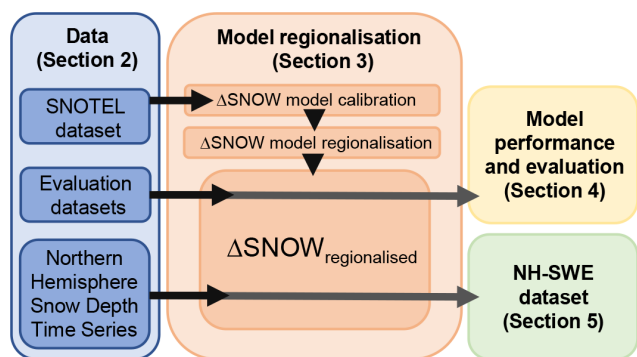 Data
(Section 2)
SNOTEL
dataset
Evaluation
datasets
Northern
Hemisphere
Snow Depth
Time Series
Model regionalisation
(Section 3)
ΔSNOW model calibration
ΔSNOW model regionalisation
ΔSNOWregionalised
Model
performance
and evaluation
(Section 4)
NH-SWE
dataset
(Section 5)